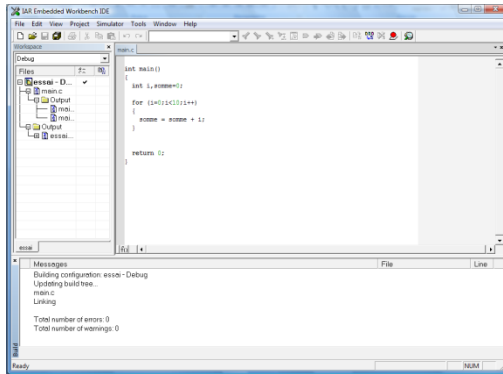 IAR Embedded Workbench IDE
File Edit View Project Simulator Tools Window Help
Workspace
main.c
Debug
Files
essai - D...
main.c
Output
mai...
mai...
Output
essai...
int main()
{
int i,somme=0;
for (i=0;i<10;i++)
{
somme = somme + i;
}
return 0;
}
essai
Messages File Line
Building configuration: essai - Debug
Updating build tree...
main.c
Linking
Total number of errors: 0
Total number of warnings: 0
Build
Ready NUM